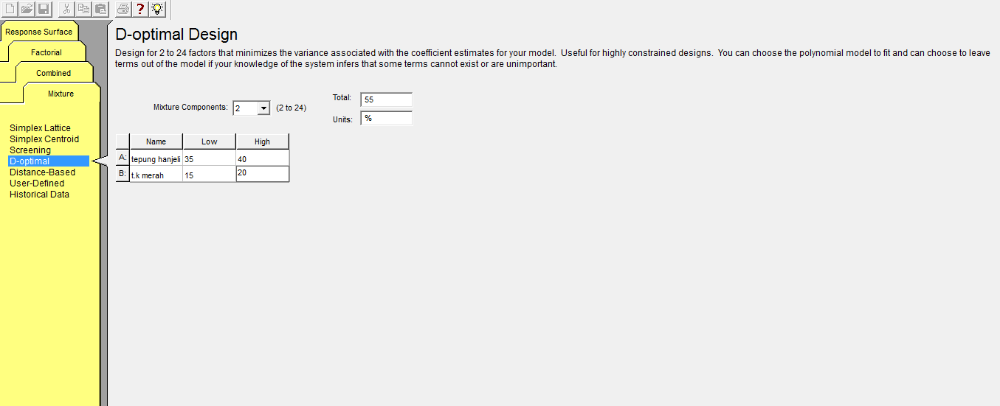 Response Surface
Factorial
Combined
Mixture
Simplex Lattice
Simplex Centroid
Screening
D-optimal
Distance-Based
User-Defined
Historical Data
D-optimal Design
Design for 2 to 24 factors that minimizes the variance associated with the coefficient estimates for your model.  Useful for highly constrained designs.  You can choose the polynomial model to fit and can choose to leave
terms out of the model if your knowledge of the system infers that some terms cannot exist or are unimportant.
Mixture Components: 2 (2 to 24)
Total: 55
Units: %
Name Low High
A: tepung hanjeli 35 40
B: t.k merah 15 20